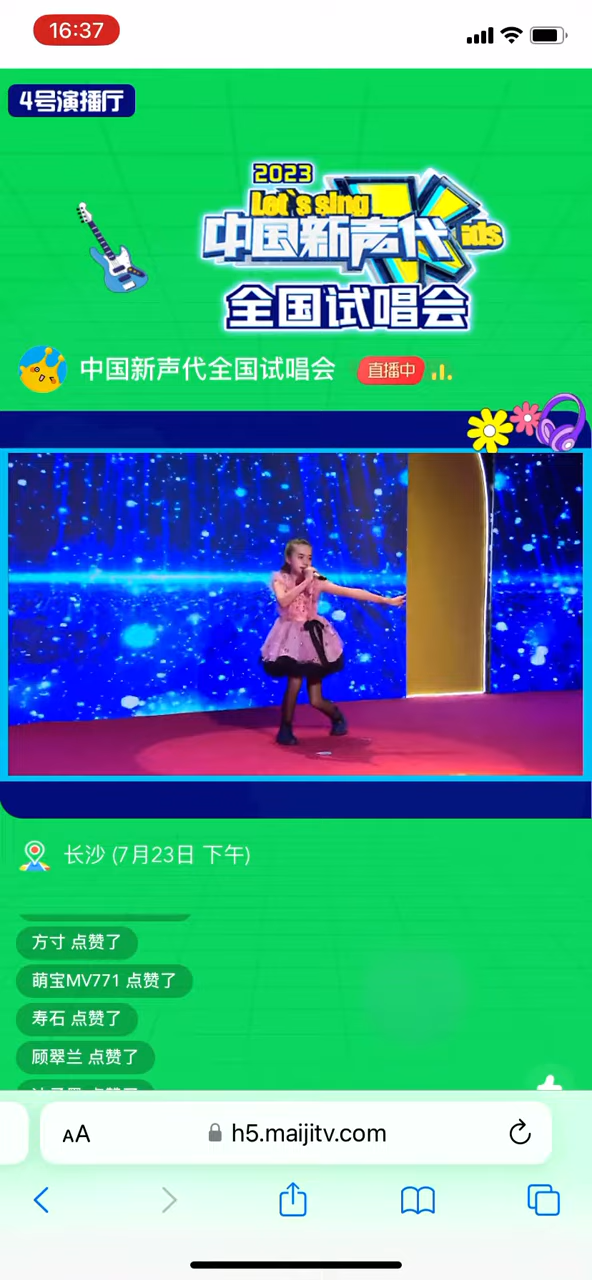 16:37
4号演播厅
2023
Let's sing
中国新声代 Kids
全国试唱会
中国新声代全国试唱会 直播中
长沙 (7月23日 下午)
方寸 点赞了
萌宝MV771 点赞了
寿石 点赞了
顾翠兰 点赞了
AA h5.maijitv.com